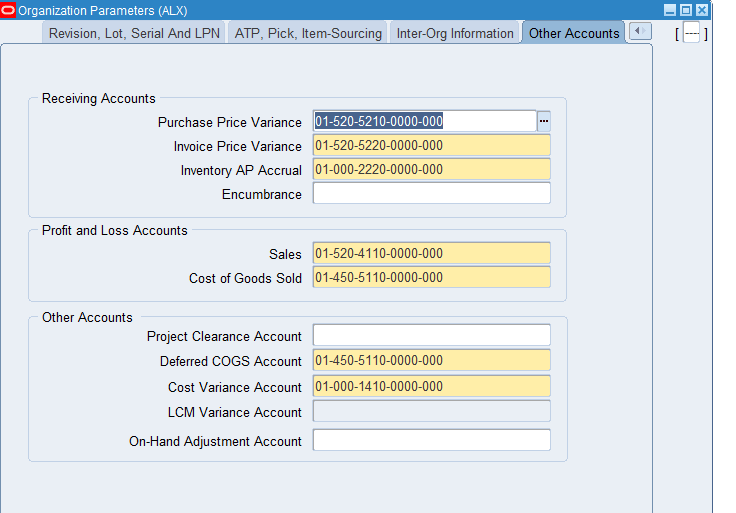 Organization Parameters (ALX)
Revision, Lot, Serial And LPN ATP, Pick, Item-Sourcing Inter-Org Information Other Accounts [ ---- ]
Receiving Accounts
Purchase Price Variance 01-520-5210-0000-000 ...
Invoice Price Variance 01-520-5220-0000-000
Inventory AP Accrual 01-000-2220-0000-000
Encumbrance
Profit and Loss Accounts
Sales 01-520-4110-0000-000
Cost of Goods Sold 01-450-5110-0000-000
Other Accounts
Project Clearance Account
Deferred COGS Account 01-450-5110-0000-000
Cost Variance Account 01-000-1410-0000-000
LCM Variance Account
On-Hand Adjustment Account